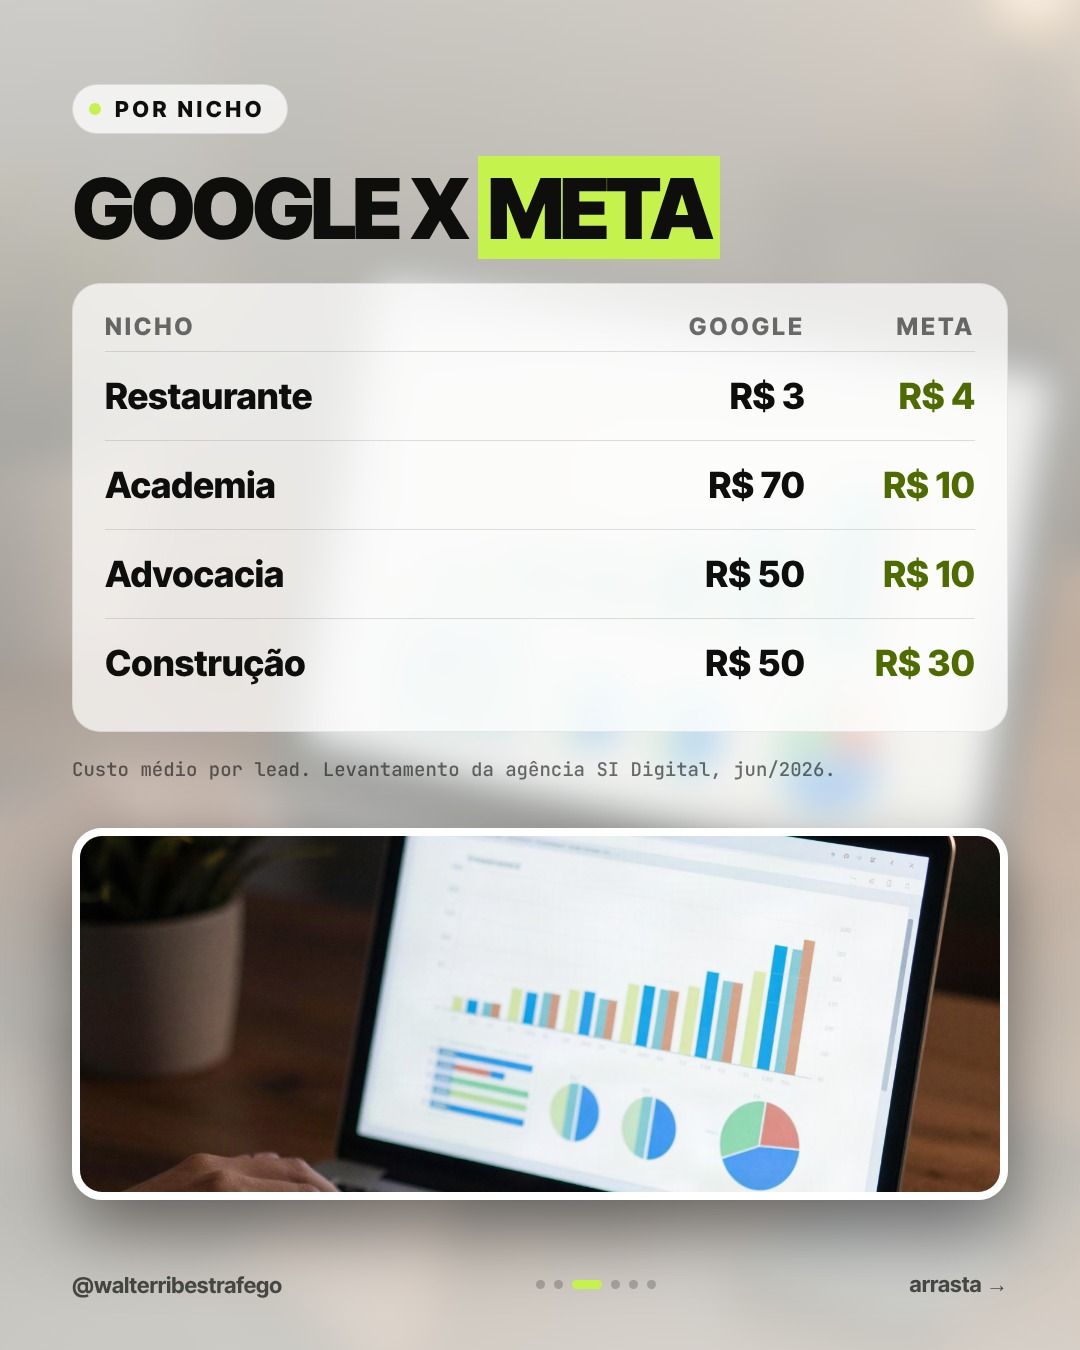 POR NICHO
GOOGLE X META
NICHO GOOGLE META
Restaurante R$ 3 R$ 4
Academia R$ 70 R$ 10
Advocacia R$ 50 R$ 10
Construção R$ 50 R$ 30
Custo médio por lead. Levantamento da agência SI Digital, jun/2026.
@walterribestrafego
arrasta →